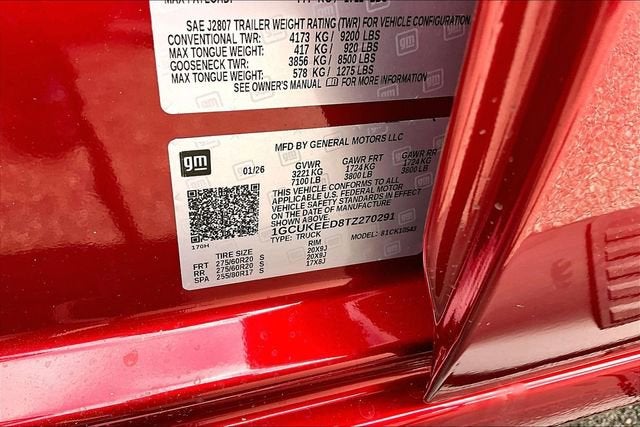 SAE J2807 TRAILER WEIGHT RATING (TWR) FOR VEHICLE CONFIGURATION
CONVENTIONAL TWR: 4173 KG / 9200 LBS
MAX TONGUE WEIGHT: 417 KG / 920 LBS
GOOSENECK TWR: 3856 KG / 8500 LBS
MAX TONGUE WEIGHT: 578 KG / 1275 LBS
SEE OWNER'S MANUAL FOR MORE INFORMATION
MFD BY GENERAL MOTORS LLC
gm
01/26 GVWR GAWR FRT GAWR RR
3221 KG 1724 KG 1724 KG
7100 LB 3800 LB 3800 LB
THIS VEHICLE CONFORMS TO ALL
APPLICABLE U.S. FEDERAL MOTOR
VEHICLE SAFETY STANDARDS IN EFFECT
ON THE DATE OF MANUFACTURE
1GCUKEED8TZ270291
TYPE: TRUCK MODEL: 81CK10543
170H
TIRE SIZE RIM
FRT 275/60R20 S 20X9J
RR 275/60R20 S 20X9J
SPA 255/80R17 S 17X8J